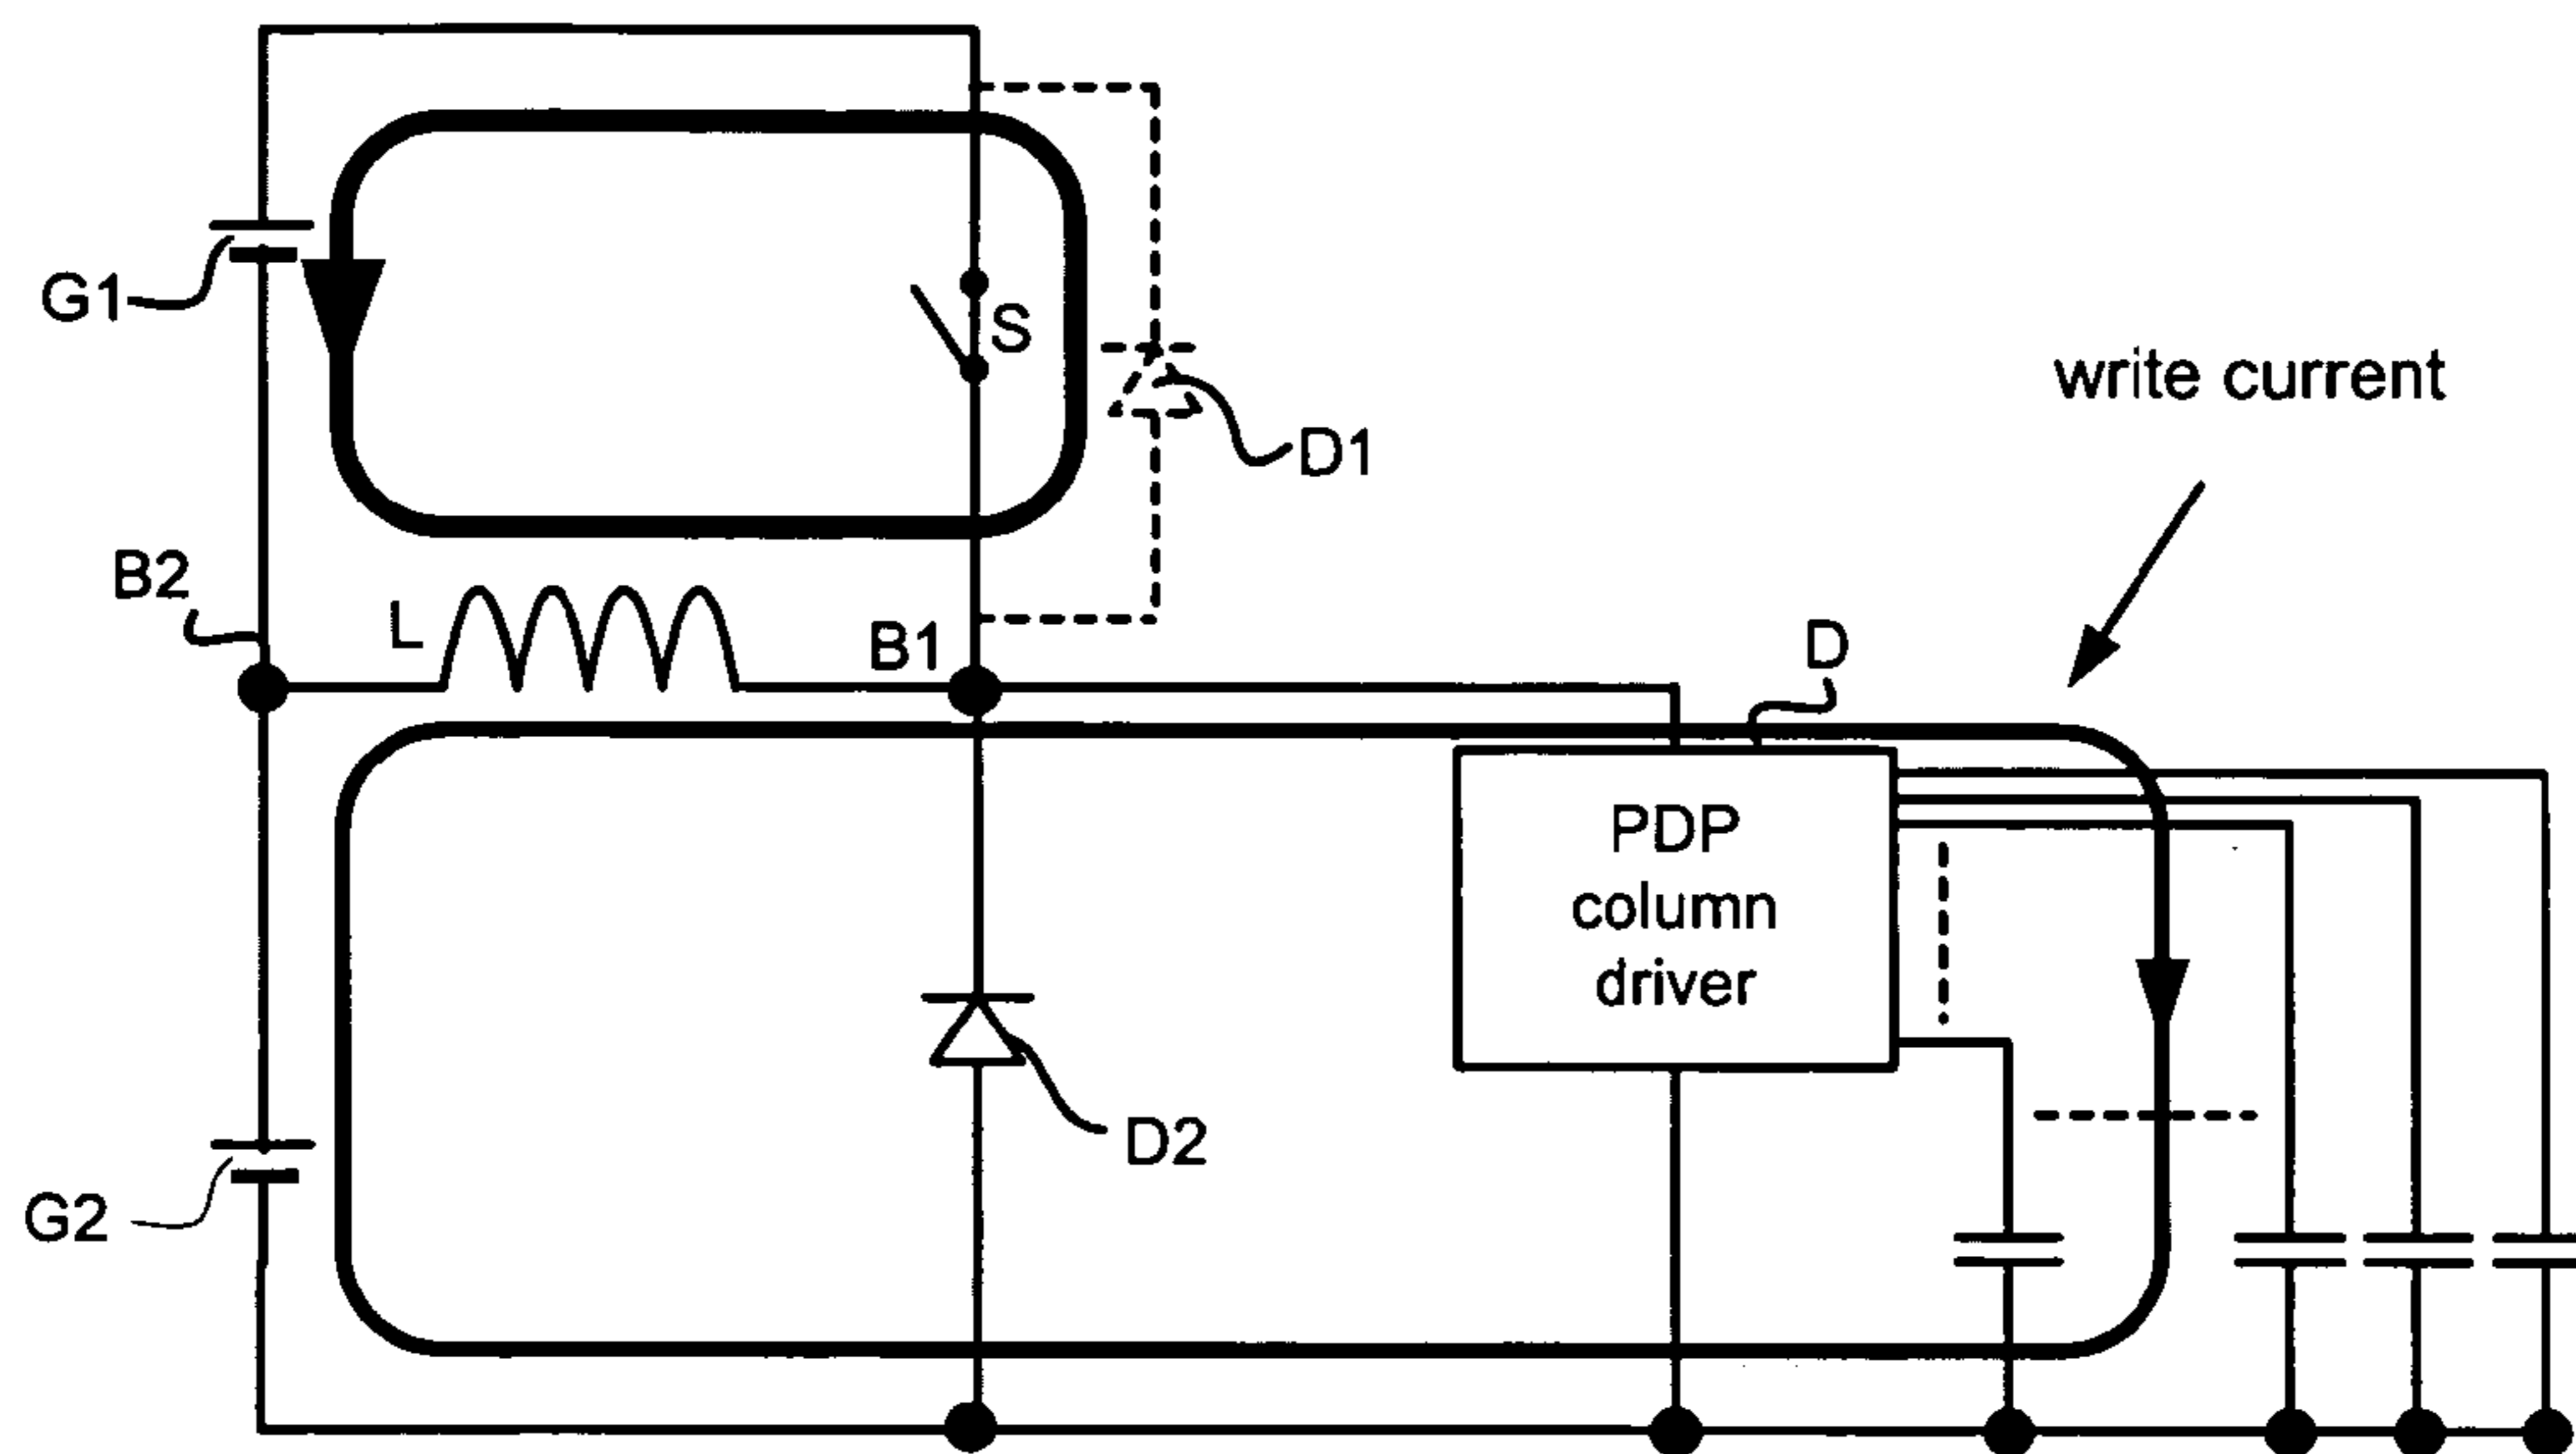 G1
S
D1
write current
B2
L
B1
D
PDP
column
driver
D2
G2